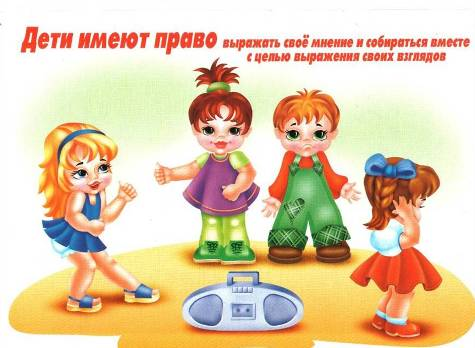 Дети имеют право выражать своё мнение и собираться вместе
с целью выражения своих взглядов